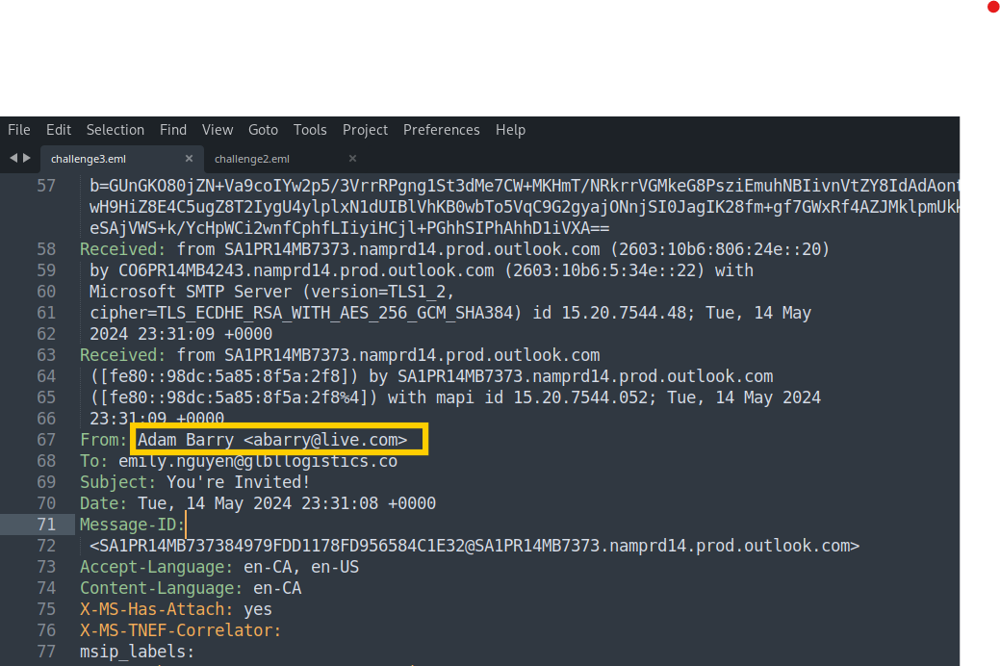 File Edit Selection Find View Goto Tools Project Preferences Help
challenge3.eml × challenge2.eml ×
57 b=GUnGKO80jZN+Va9coIYw2p5/3VrrRPgng1St3dMe7CW+MKHmT/NRkrrVGMkeG8PsziEmuhNBIivnVtZY8IdAdAont
wH9HiZ8E4C5ugZ8T2IygU4ylplxN1dUIBlVhKB0wbTo5VqC9G2gyajONnjSI0JagIK28fm+gf7GWxRf4AZJMklpmUkk
eSAjVWS+k/YcHpWCi2wnfCphfLIiyiHCjl+PGhhSIPhAhhD1iVXA==
58 Received: from SA1PR14MB7373.namprd14.prod.outlook.com (2603:10b6:806:24e::20)
59 by CO6PR14MB4243.namprd14.prod.outlook.com (2603:10b6:5:34e::22) with
60 Microsoft SMTP Server (version=TLS1_2,
61 cipher=TLS_ECDHE_RSA_WITH_AES_256_GCM_SHA384) id 15.20.7544.48; Tue, 14 May
62 2024 23:31:09 +0000
63 Received: from SA1PR14MB7373.namprd14.prod.outlook.com
64 ([fe80::98dc:5a85:8f5a:2f8]) by SA1PR14MB7373.namprd14.prod.outlook.com
65 ([fe80::98dc:5a85:8f5a:2f8%4]) with mapi id 15.20.7544.052; Tue, 14 May 2024
66 23:31:09 +0000
67 From: Adam Barry <abarry@live.com>
68 To: emily.nguyen@glbllogistics.co
69 Subject: You're Invited!
70 Date: Tue, 14 May 2024 23:31:08 +0000
71 Message-ID:
72 <SA1PR14MB737384979FDD1178FD956584C1E32@SA1PR14MB7373.namprd14.prod.outlook.com>
73 Accept-Language: en-CA, en-US
74 Content-Language: en-CA
75 X-MS-Has-Attach: yes
76 X-MS-TNEF-Correlator:
77 msip_labels: